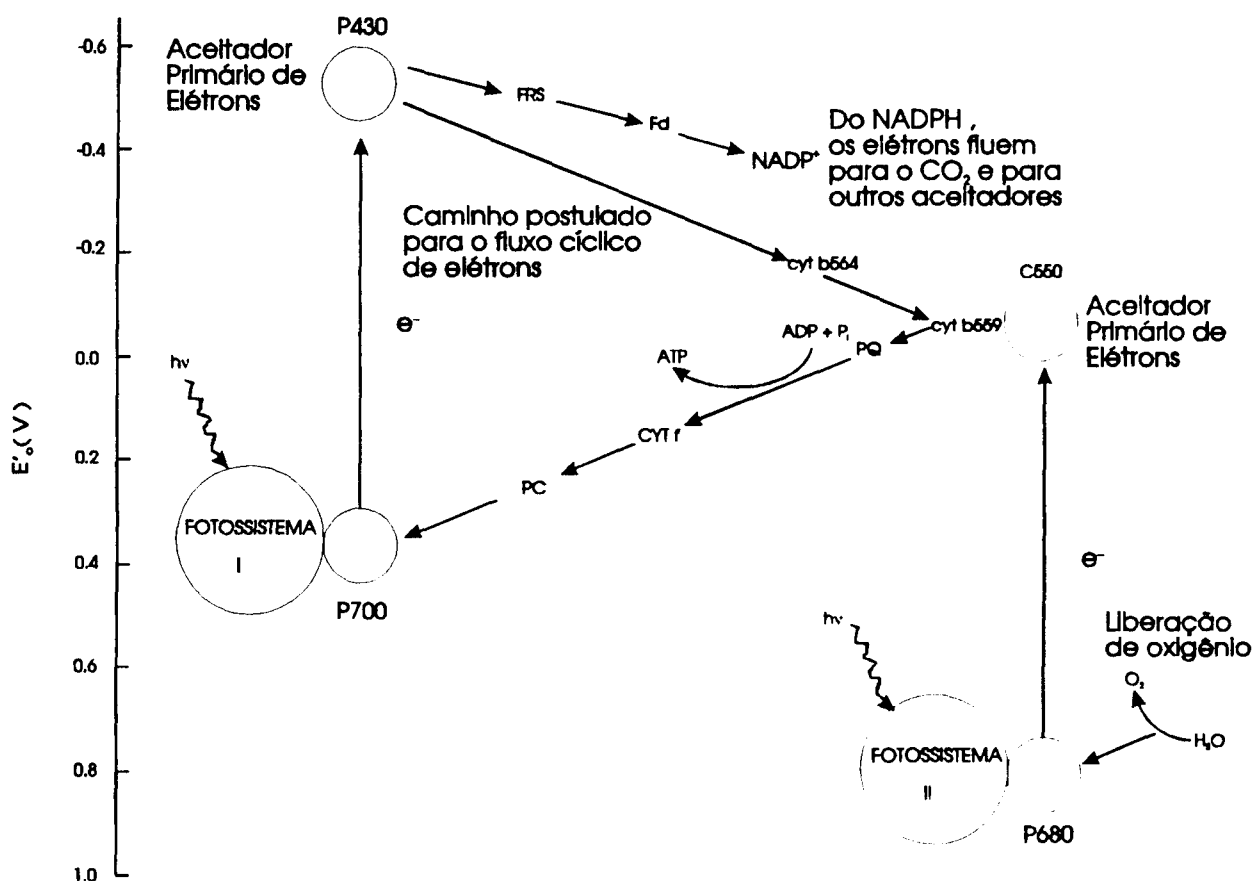 P430
-0.6
Aceitador
Primário de
Elétrons
FRS
Fd
NADP+
Do NADPH ,
os elétrons fluem
para o CO₂ e para
outros aceitadores
-0.4
Caminho postulado
para o fluxo cíclico
de elétrons
-0.2
cyt b564
C550
e⁻
cyt b559
Aceitador
Primário de
Elétrons
ADP + Pi
PQ
ATP
0.0
hν
E'₀(V)
CYT f
0.2
PC
FOTOSSISTEMA
I
0.4
P700
e⁻
hν
Liberação
de oxigênio
0.6
O₂
H₂O
FOTOSSISTEMA
II
0.8
P680
1.0